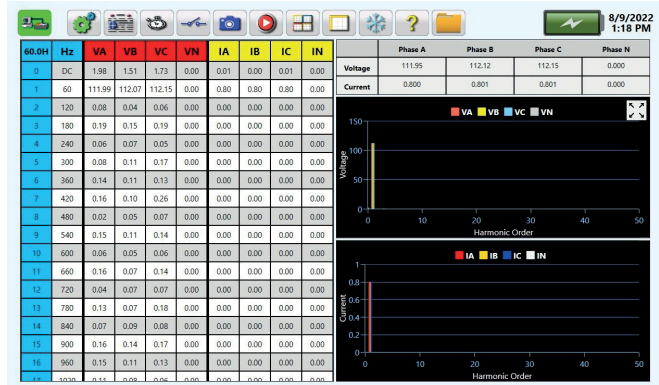 8/9/2022
1:18 PM
60.0H Hz VA VB VC VN IA IB IC IN
0 DC 1.98 1.51 1.73 0.00 0.01 0.00 0.01 0.00
1 60 111.99 112.07 112.15 0.00 0.80 0.80 0.80 0.00
2 120 0.08 0.04 0.06 0.00 0.00 0.00 0.00 0.00
3 180 0.19 0.15 0.19 0.00 0.00 0.00 0.00 0.00
4 240 0.06 0.07 0.05 0.00 0.00 0.00 0.00 0.00
5 300 0.08 0.11 0.17 0.00 0.00 0.00 0.00 0.00
6 360 0.14 0.11 0.13 0.00 0.00 0.00 0.00 0.00
7 420 0.16 0.10 0.26 0.00 0.00 0.00 0.00 0.00
8 480 0.02 0.05 0.07 0.00 0.00 0.00 0.00 0.00
9 540 0.15 0.11 0.14 0.00 0.00 0.00 0.00 0.00
10 600 0.06 0.05 0.06 0.00 0.00 0.00 0.00 0.00
11 660 0.16 0.07 0.14 0.00 0.00 0.00 0.00 0.00
12 720 0.04 0.07 0.07 0.00 0.00 0.00 0.00 0.00
13 780 0.13 0.07 0.18 0.00 0.00 0.00 0.00 0.00
14 840 0.07 0.09 0.08 0.00 0.00 0.00 0.00 0.00
15 900 0.16 0.14 0.17 0.00 0.00 0.00 0.00 0.00
16 960 0.15 0.11 0.13 0.00 0.00 0.00 0.00 0.00
17 1020 0.11 0.08 0.06 0.00 0.00 0.00 0.00 0.00
Phase A Phase B Phase C Phase N
Voltage 111.95 112.12 112.15 0.000
Current 0.800 0.801 0.801 0.000
VA VB VC VN
150
100
50
0
Voltage
0 10 20 30 40 50
Harmonic Order
IA IB IC IN
1
0.8
0.6
0.4
0.2
0
Current
0 10 20 30 40 50
Harmonic Order